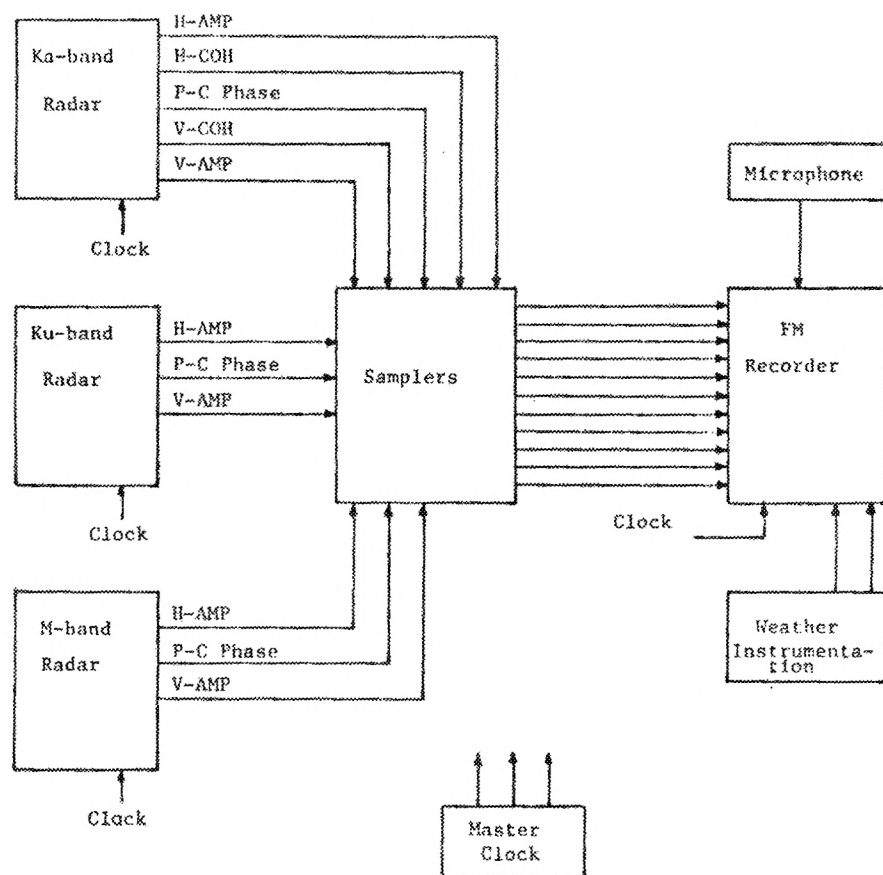 H-AMP
Ka-band
H-COH
Radar
P-C Phase
V-COH
V-AMP
Clock
Microphone
Ku-band
H-AMP
Radar
P-C Phase
V-AMP
Clock
Samplers
FM
Recorder
Clock
M-band
H-AMP
Radar
P-C Phase
V-AMP
Clock
Weather
Instrumenta-
tion
Master
Clock